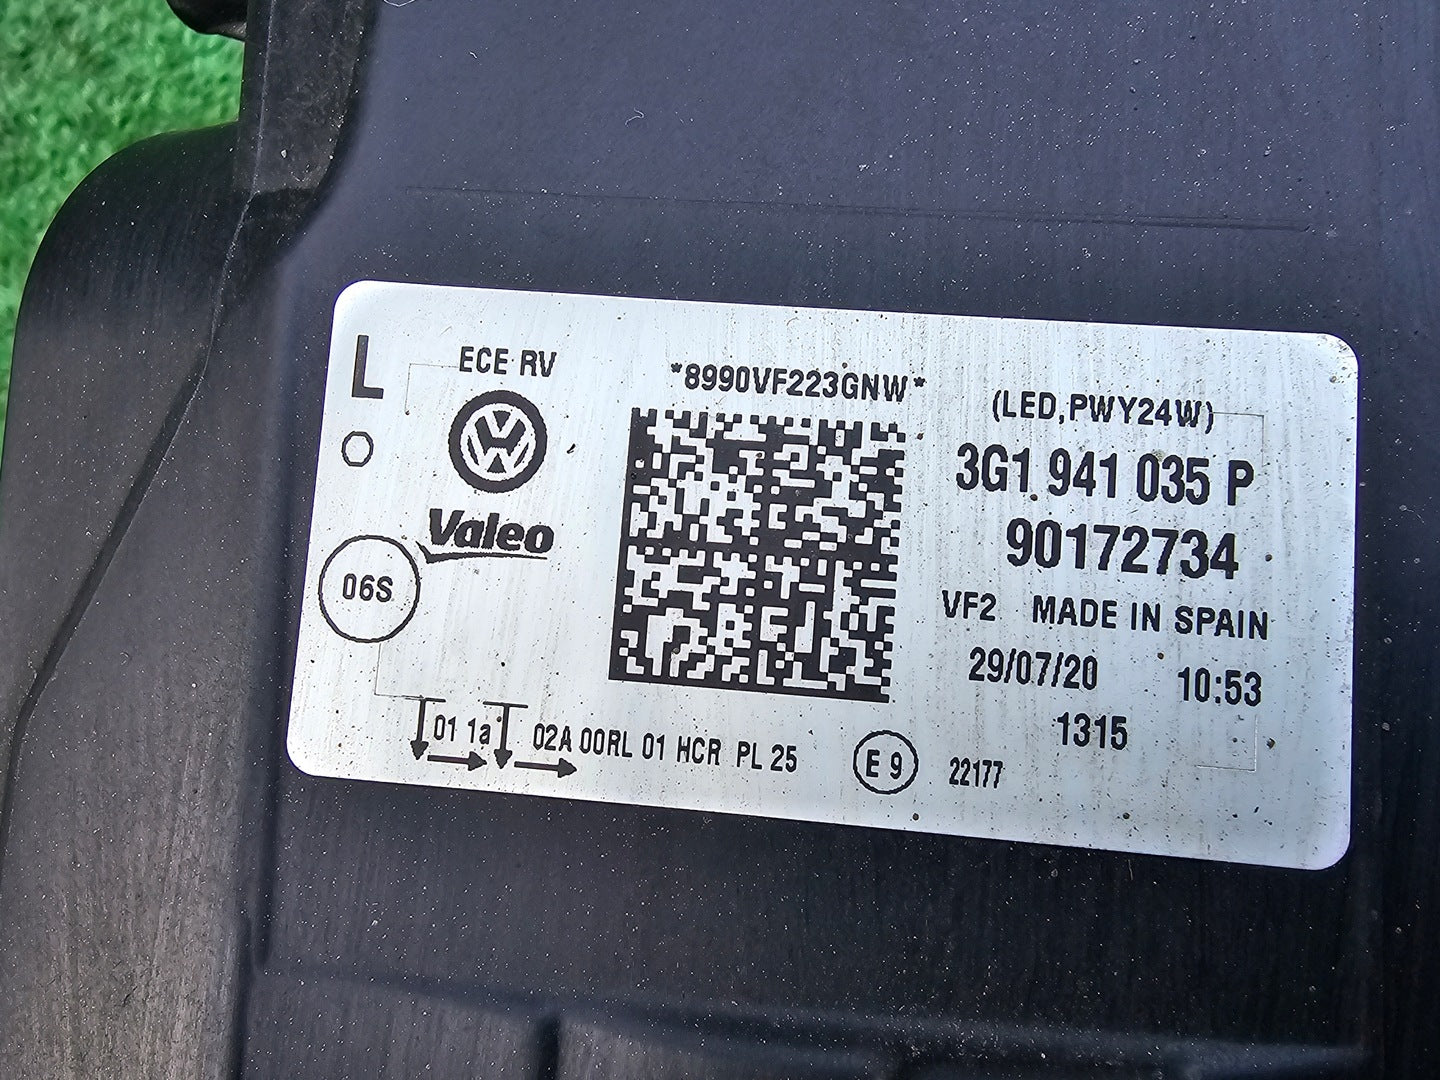 L
ECE RV
*8990VF223GNW*
(LED,PWY24W)
3G1 941 035 P
Valeo
90172734
06S
VF2 MADE IN SPAIN
29/07/20 10:53
1315
01 1a 02A 00RL 01 HCR PL 25
E 9
22177